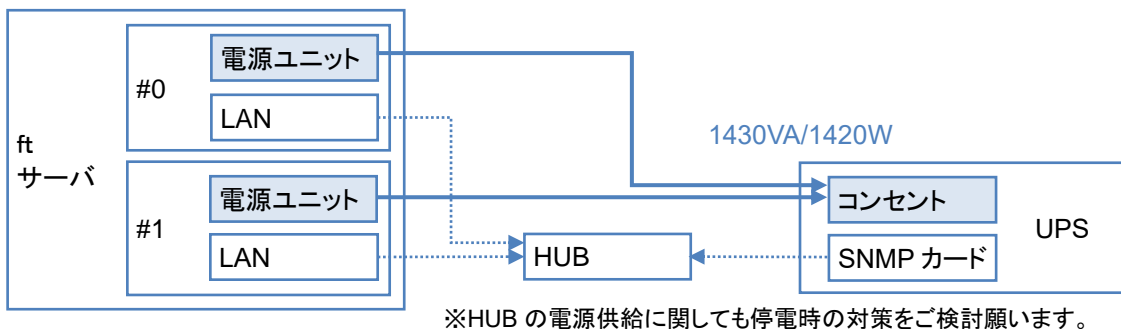 ft
サーバ
#0
電源ユニット
LAN
#1
電源ユニット
LAN
1430VA/1420W
HUB
コンセント
SNMP カード
UPS
※HUB の電源供給に関しても停電時の対策をご検討願います。